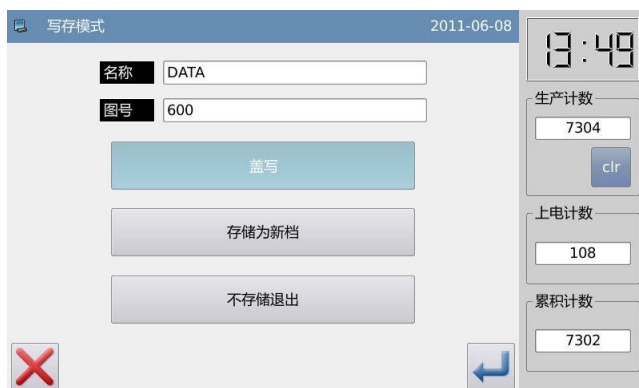 写存模式 2011-06-08
名称 DATA
图号 600
盖写
存储为新档
不存储退出
13:49
生产计数
7304
clr
上电计数
108
累积计数
7302